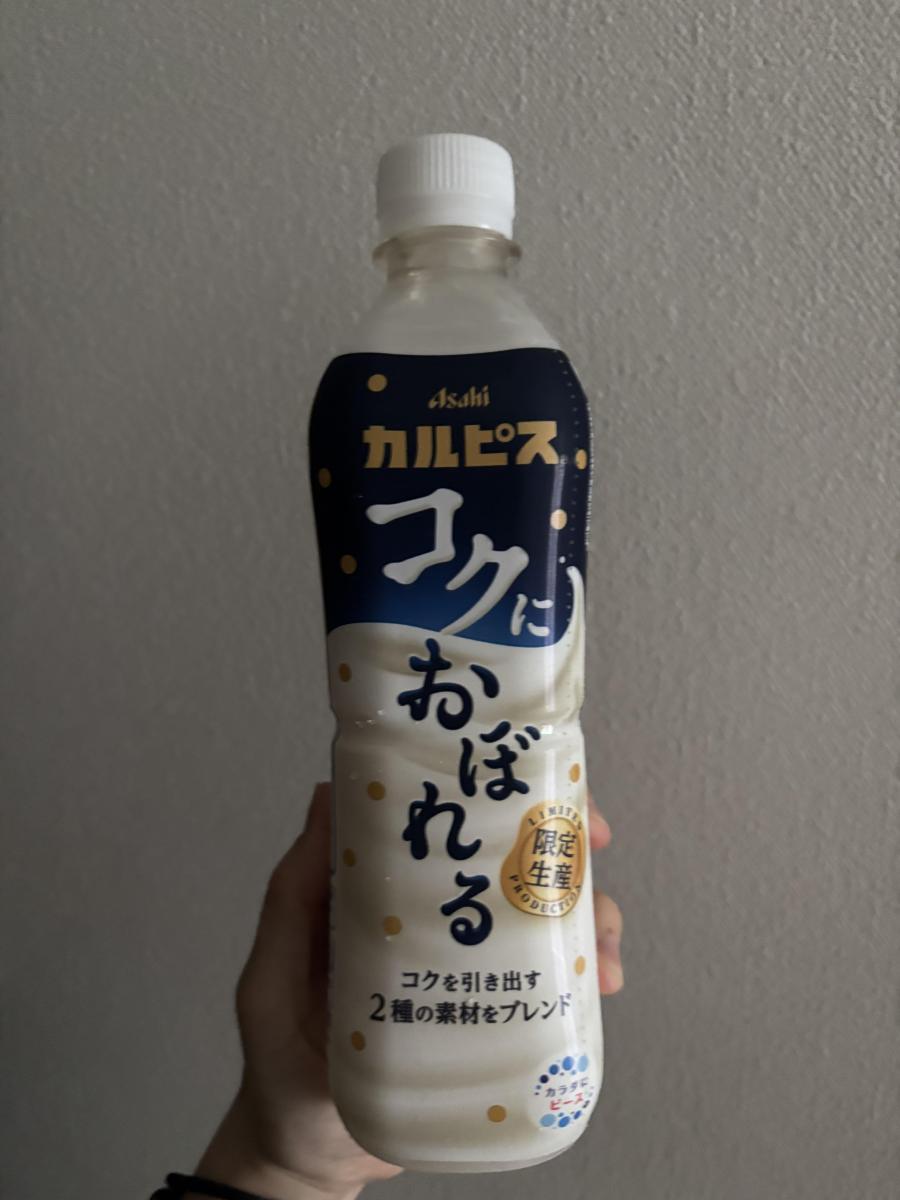 Asahi
カルピス
コクに
おぼれる
LIMITED
限定
生産
PRODUCTION
コクを引き出す
2種の素材をブレンド
カラダに
ピース